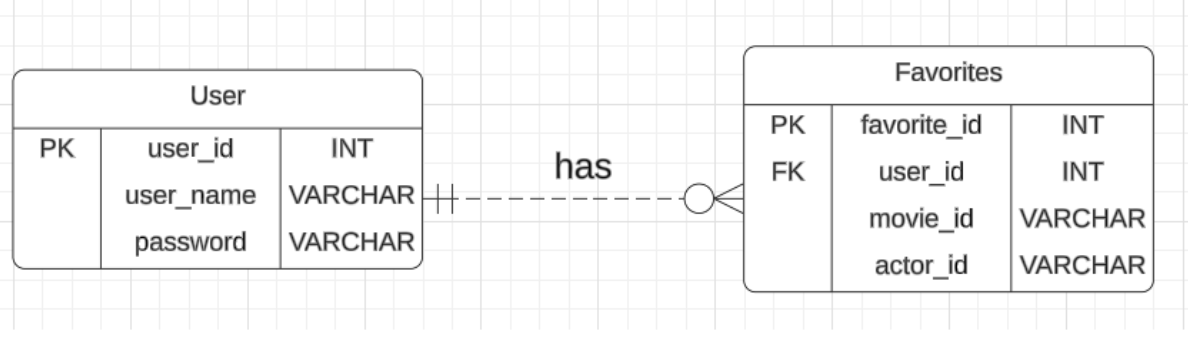 User
PK user_id INT
user_name VARCHAR
password VARCHAR
has
Favorites
PK favorite_id INT
FK user_id INT
movie_id VARCHAR
actor_id VARCHAR